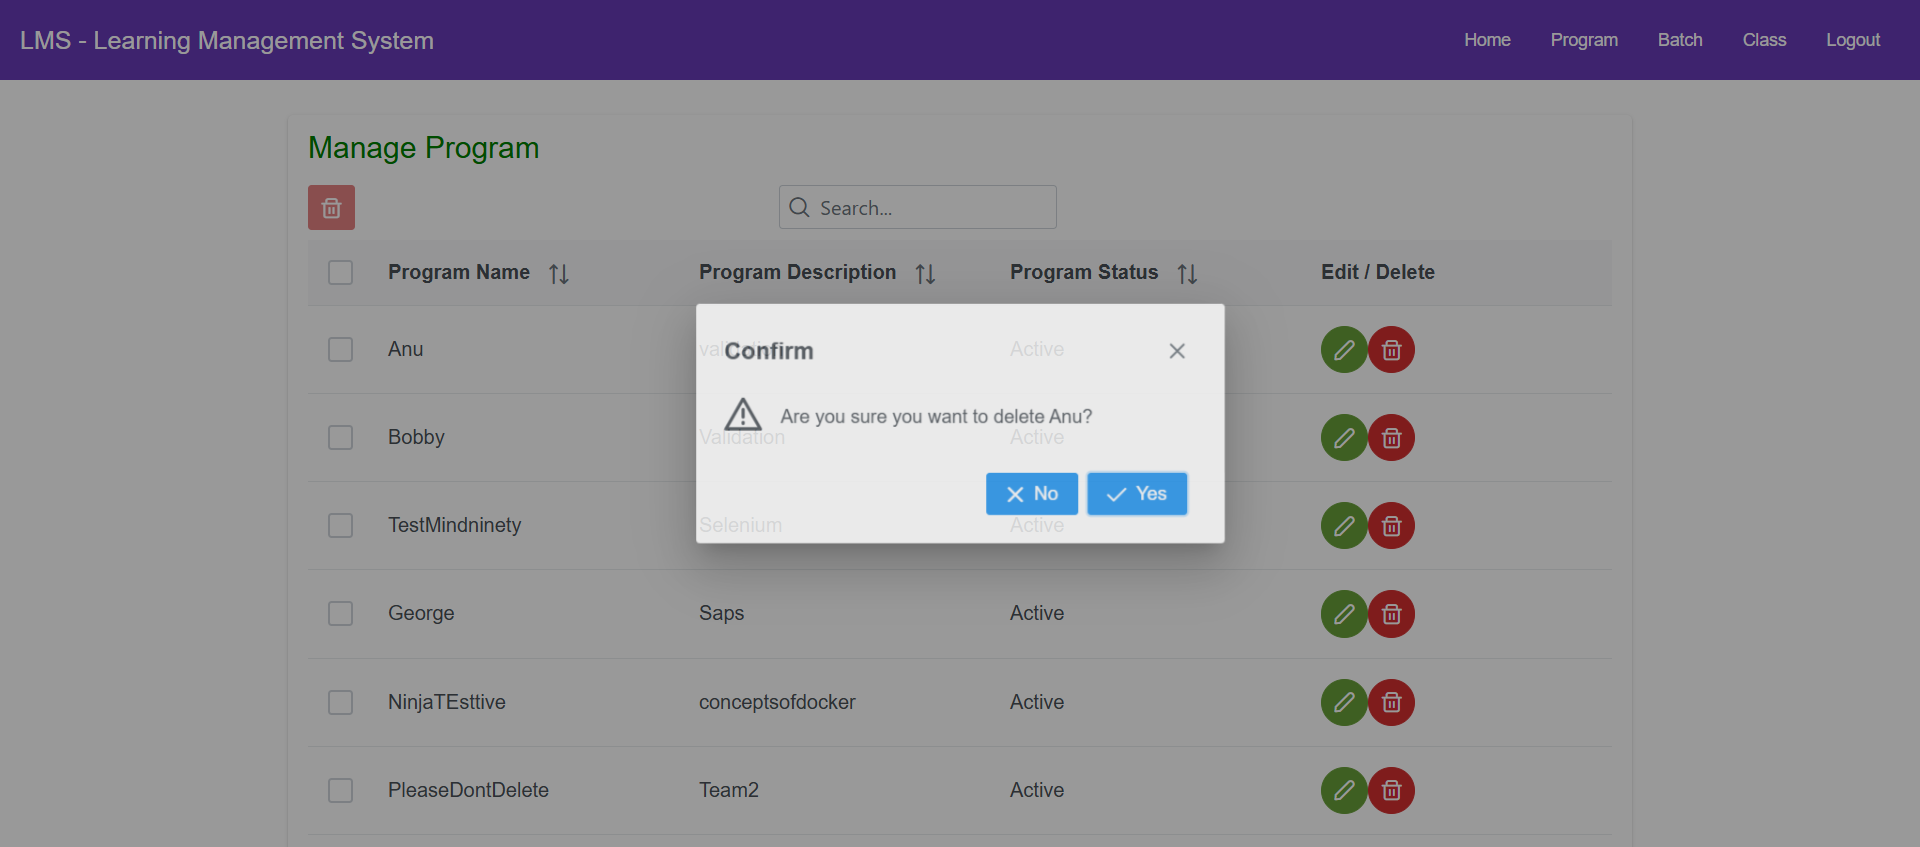 LMS - Learning Management System
Home Program Batch Class Logout
Manage Program
Search...
Program Name Program Description Program Status Edit / Delete
Anu Active
Confirm
Are you sure you want to delete Anu?
Bobby Validation Active
No Yes
TestMindninety Selenium Active
George Saps Active
NinjaTEsttive conceptsofdocker Active
PleaseDontDelete Team2 Active